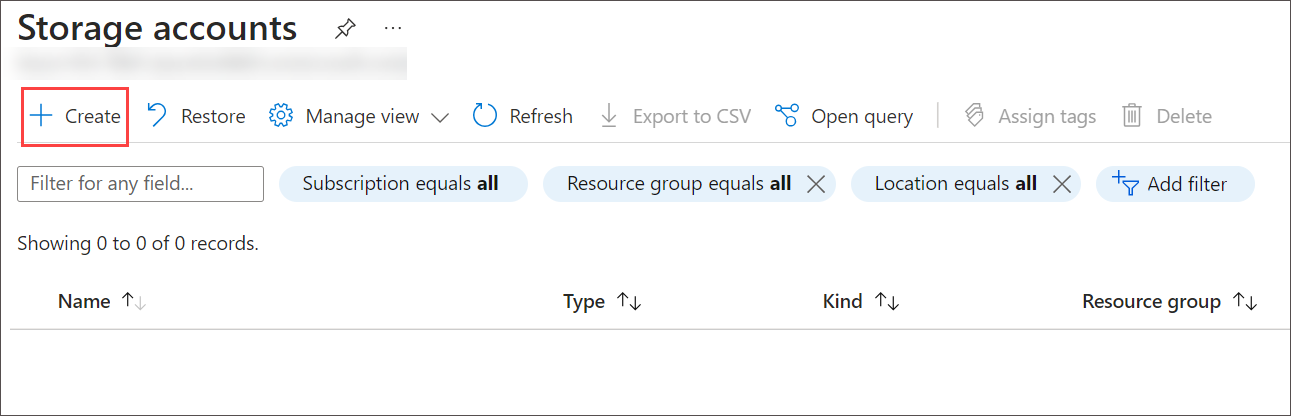 Storage accounts
Create Restore Manage view Refresh Export to CSV Open query Assign tags Delete
Filter for any field... Subscription equals all Resource group equals all Location equals all Add filter
Showing 0 to 0 of 0 records.
Name Type Kind Resource group